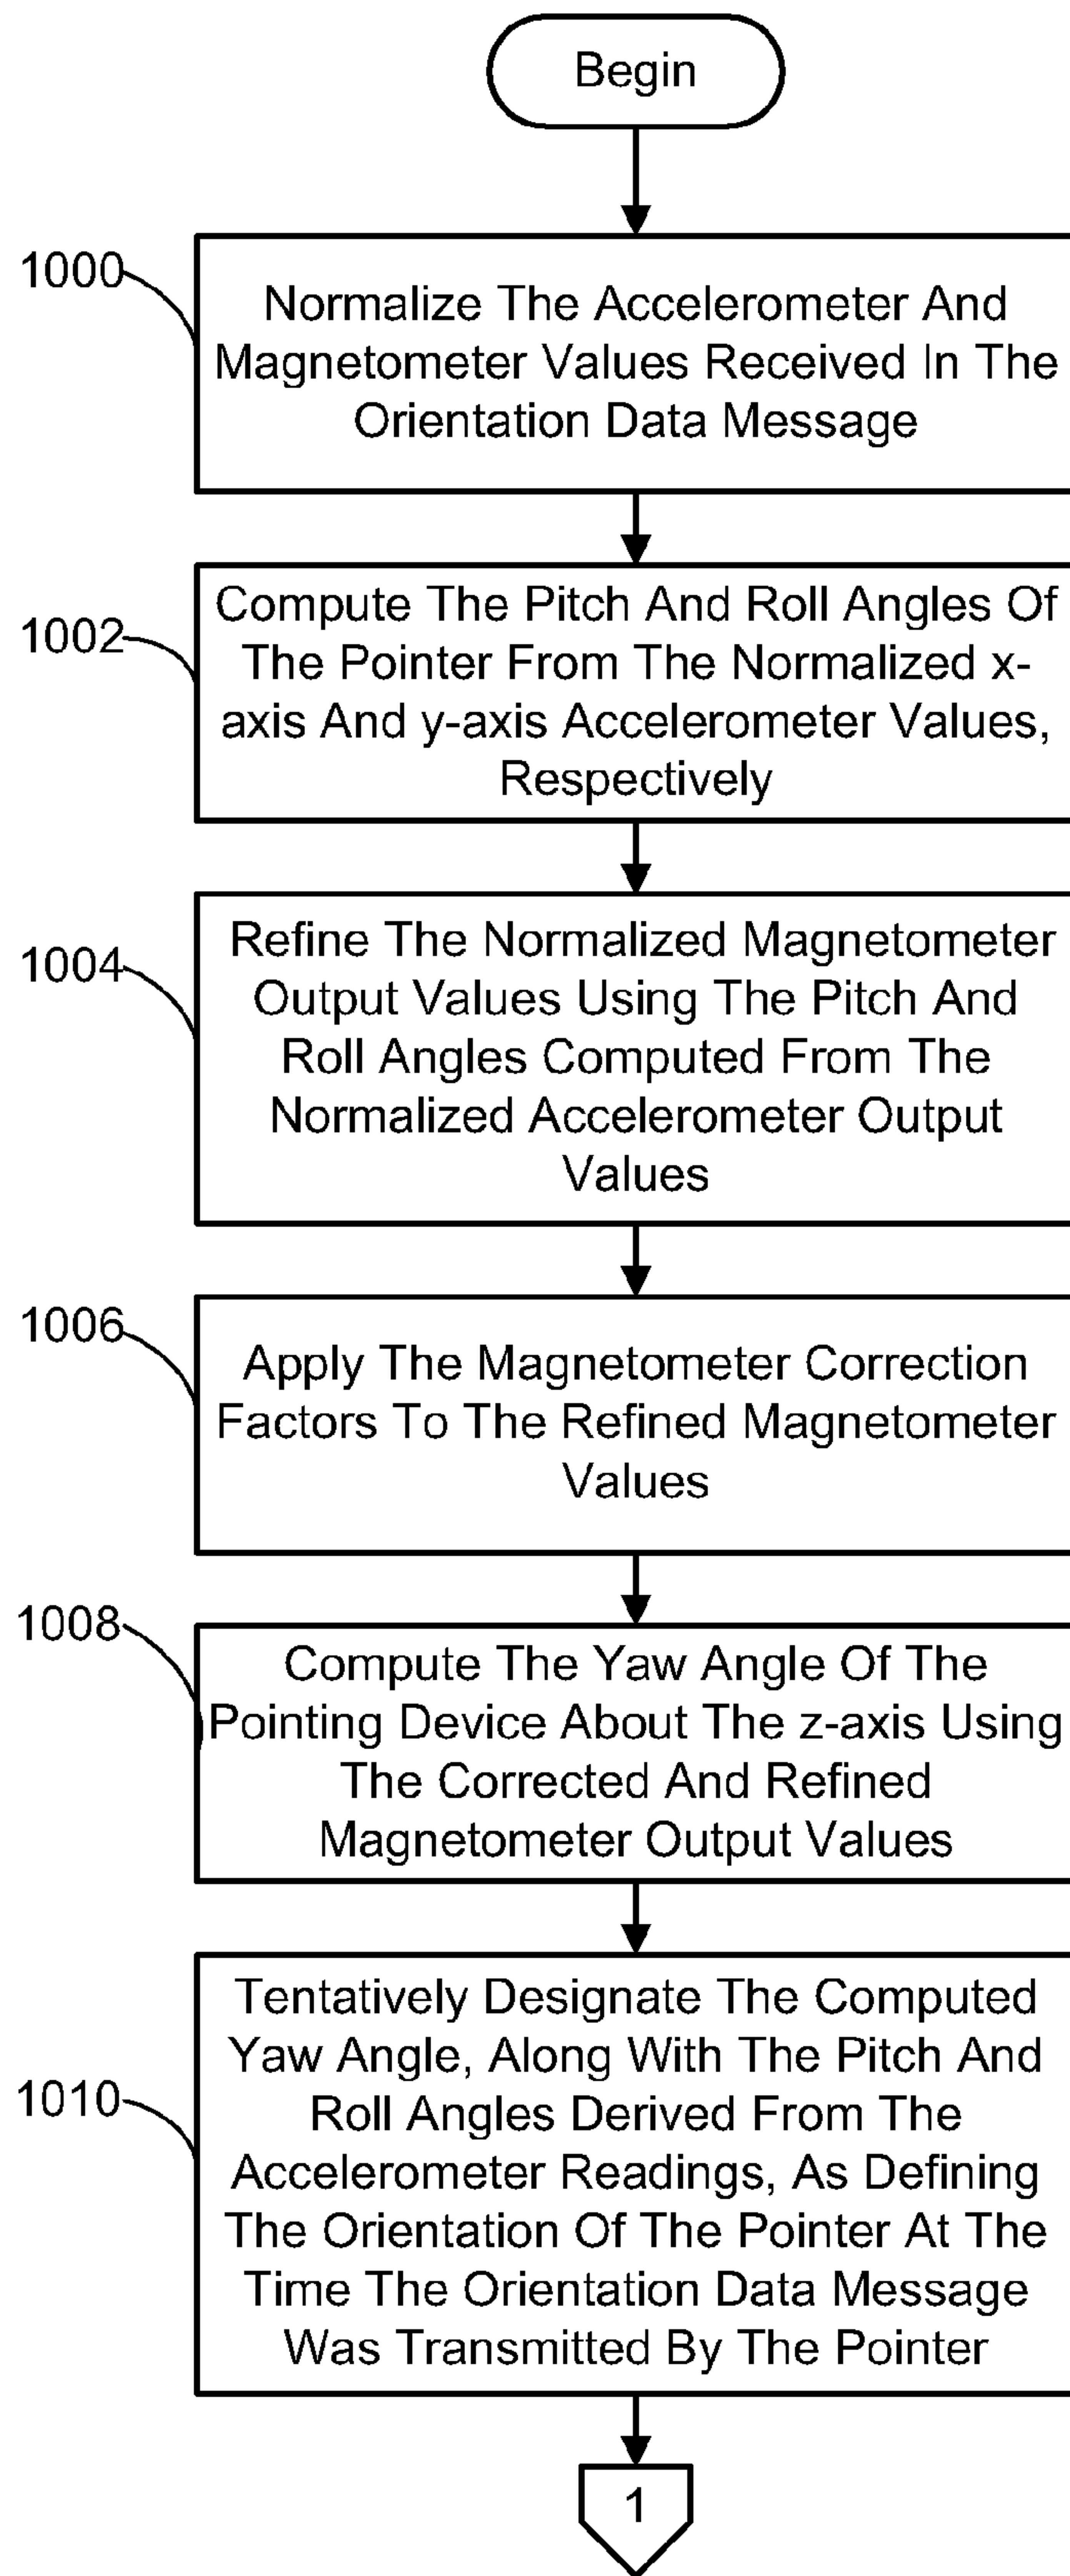 Begin
1000
Normalize The Accelerometer And
Magnetometer Values Received In The
Orientation Data Message
1002
Compute The Pitch And Roll Angles Of
The Pointer From The Normalized x-
axis And y-axis Accelerometer Values,
Respectively
1004
Refine The Normalized Magnetometer
Output Values Using The Pitch And
Roll Angles Computed From The
Normalized Accelerometer Output
Values
1006
Apply The Magnetometer Correction
Factors To The Refined Magnetometer
Values
1008
Compute The Yaw Angle Of The
Pointing Device About The z-axis Using
The Corrected And Refined
Magnetometer Output Values
1010
Tentatively Designate The Computed
Yaw Angle, Along With The Pitch And
Roll Angles Derived From The
Accelerometer Readings, As Defining
The Orientation Of The Pointer At The
Time The Orientation Data Message
Was Transmitted By The Pointer
1